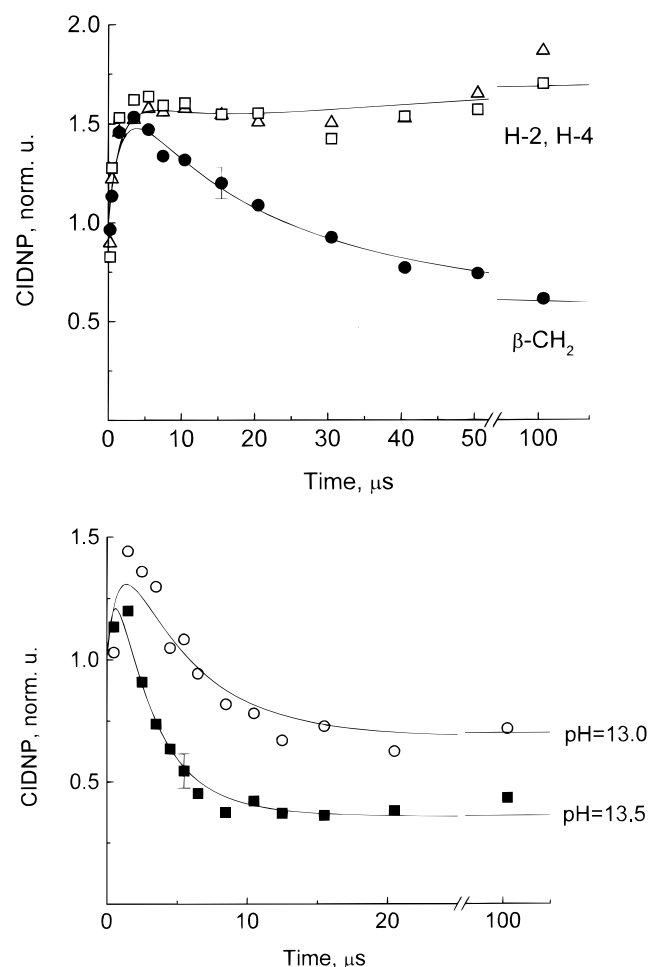 2.0
1.5
1.0
0.5
CIDNP, norm. u.
H-2, H-4
β-CH₂
0 10 20 30 40 50 100
Time, μs
1.5
1.0
0.5
0
CIDNP, norm. u.
pH=13.0
pH=13.5
0 10 20 100
Time, μs